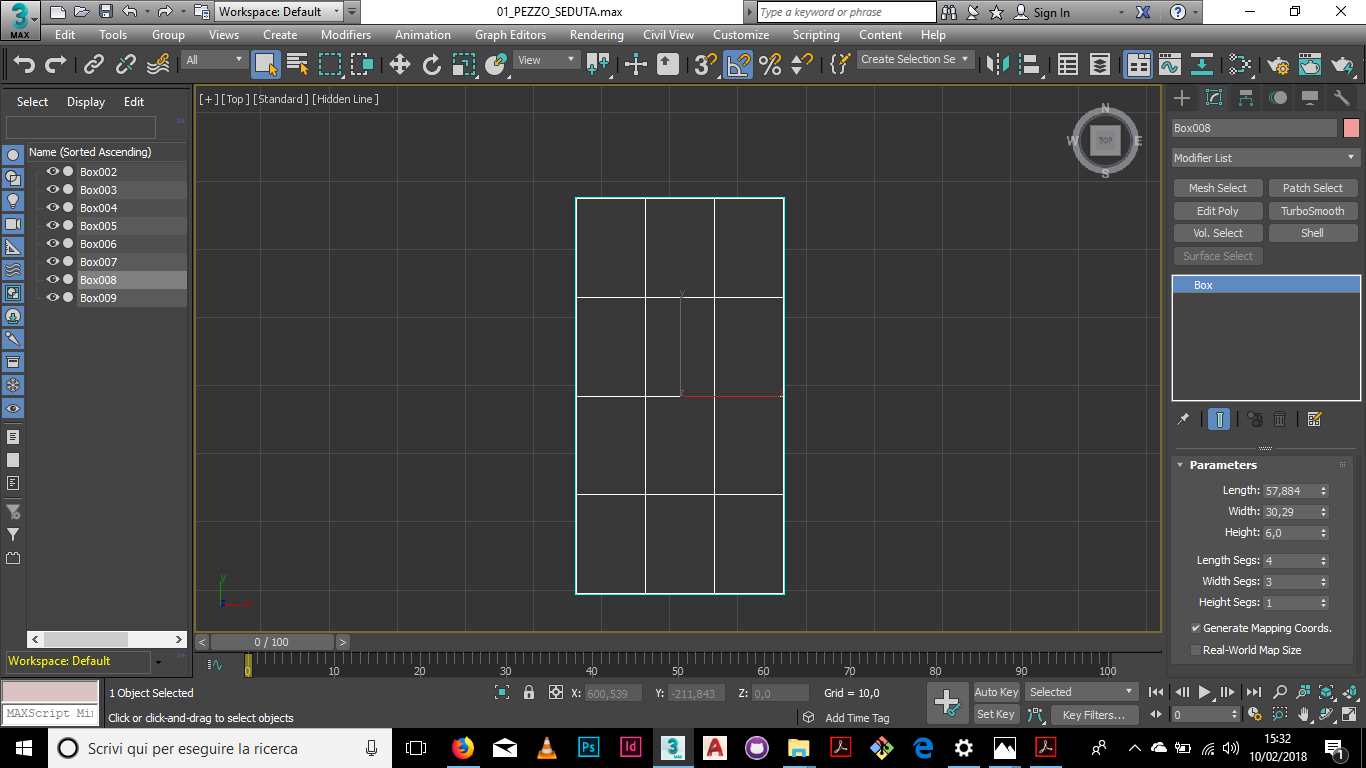 3 MAX Workspace: Default 01_PEZZO_SEDUTA.max Type a keyword or phrase Sign In
Edit Tools Group Views Create Modifiers Animation Graph Editors Rendering Civil View Customize Scripting Content Help
All View Create Selection Se
Select Display Edit
[+] [Top] [Standard] [Hidden Line]
N
W TOP E
S
Box008
Name (Sorted Ascending)
Modifier List
Box002
Box003
Box004
Box005
Box006
Box007
Box008
Box009
Mesh Select Patch Select
Edit Poly TurboSmooth
Vol. Select Shell
Surface Select
Box
y
z x
Parameters
Length: 57,884
Width: 30,29
Height: 6,0
Length Segs: 4
Width Segs: 3
Height Segs: 1
Generate Mapping Coords.
Real-World Map Size
y
z x
< 0 / 100 >
Workspace: Default
0 10 20 30 40 50 60 70 80 90 100
1 Object Selected X: 600,539 Y: -211,843 Z: 0,0 Grid = 10,0 Auto Key Selected
MAXScript Mi
Click or click-and-drag to select objects Add Time Tag Set Key Key Filters... 0
Scrivi qui per eseguire la ricerca Ps Id 3 MAX A 15:32
10/02/2018 1